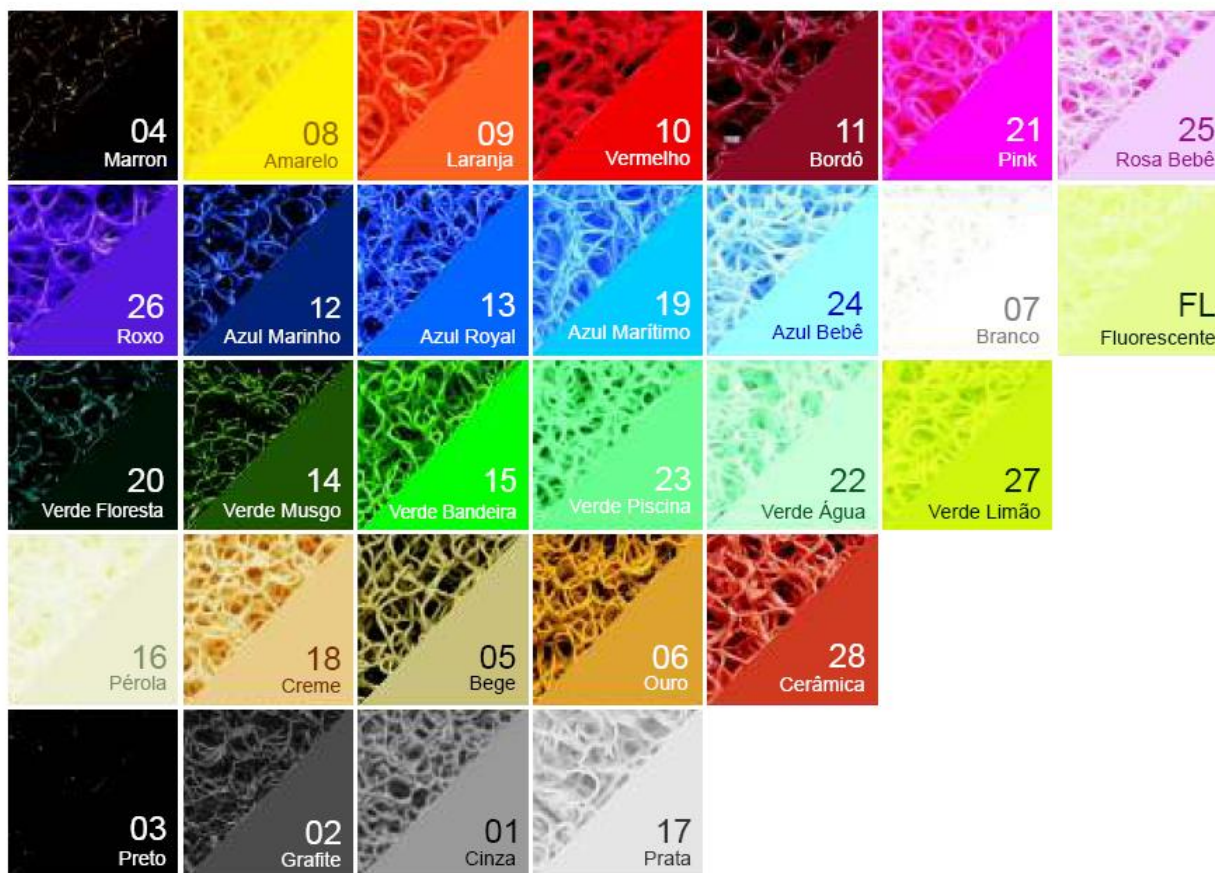 04
Marron
08
Amarelo
09
Laranja
10
Vermelho
11
Bordô
21
Pink
25
Rosa Bebê
26
Roxo
12
Azul Marinho
13
Azul Royal
19
Azul Marítimo
24
Azul Bebê
07
Branco
FL
Fluorescente
20
Verde Floresta
14
Verde Musgo
15
Verde Bandeira
23
Verde Piscina
22
Verde Água
27
Verde Limão
16
Pérola
18
Creme
05
Bege
06
Ouro
28
Cerâmica
03
Preto
02
Grafite
01
Cinza
17
Prata